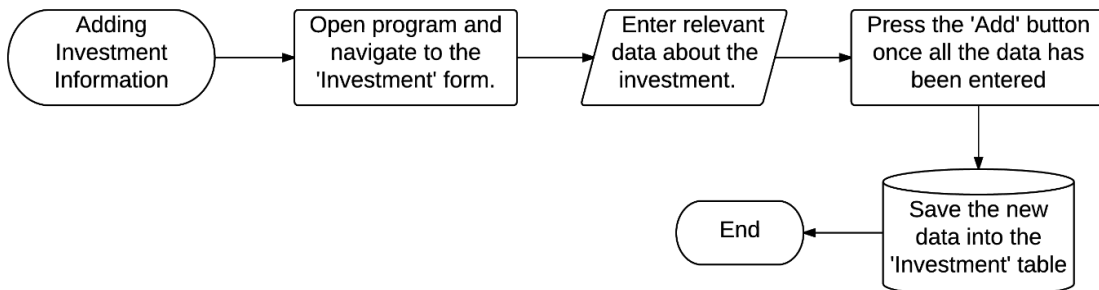 Adding
Investment
Information
Open program and
navigate to the
'Investment' form.
Enter relevant
data about the
investment.
Press the 'Add' button
once all the data has
been entered
Save the new
data into the
'Investment' table
End